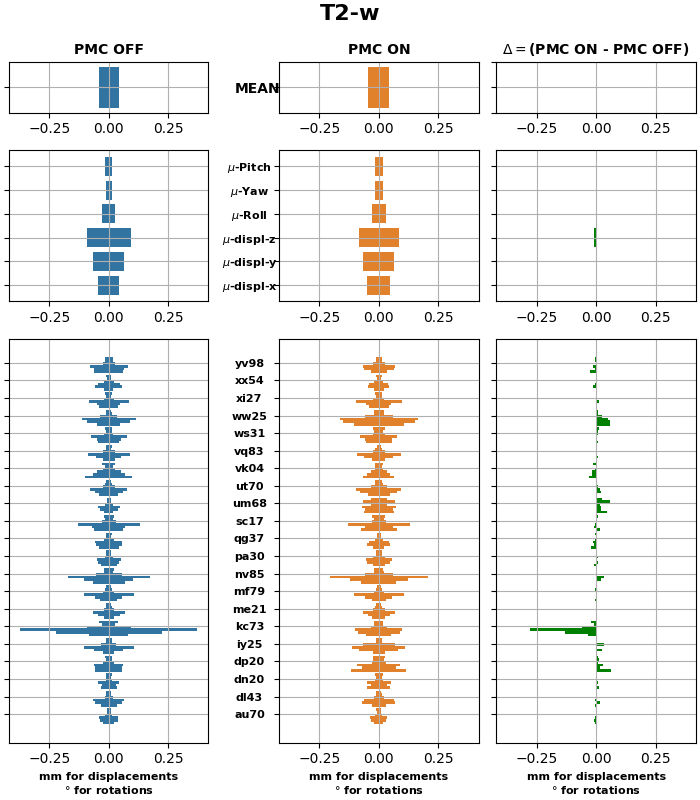 T2-w
PMC OFF
PMC ON
Δ = (PMC ON - PMC OFF)
MEAN
−0.25 0.00 0.25
−0.25 0.00 0.25
−0.25 0.00 0.25
μ-Pitch
μ-Yaw
μ-Roll
μ-displ-z
μ-displ-y
μ-displ-x
−0.25 0.00 0.25
−0.25 0.00 0.25
−0.25 0.00 0.25
yv98
xx54
xi27
ww25
ws31
vq83
vk04
ut70
um68
sc17
qg37
pa30
nv85
mf79
me21
kc73
iy25
dp20
dn20
dl43
au70
−0.25 0.00 0.25
−0.25 0.00 0.25
−0.25 0.00 0.25
mm for displacements
° for rotations
mm for displacements
° for rotations
mm for displacements
° for rotations